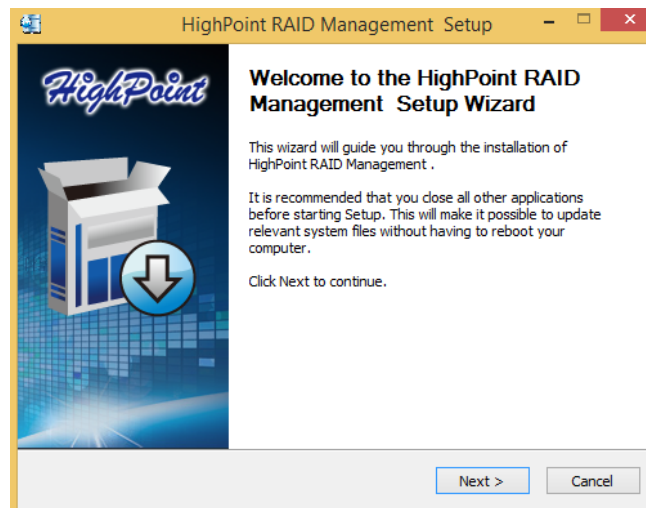 HighPoint RAID Management  Setup
HighPoint
Welcome to the HighPoint RAID
Management  Setup Wizard
This wizard will guide you through the installation of
HighPoint RAID Management .
It is recommended that you close all other applications
before starting Setup. This will make it possible to update
relevant system files without having to reboot your
computer.
Click Next to continue.
Next >
Cancel